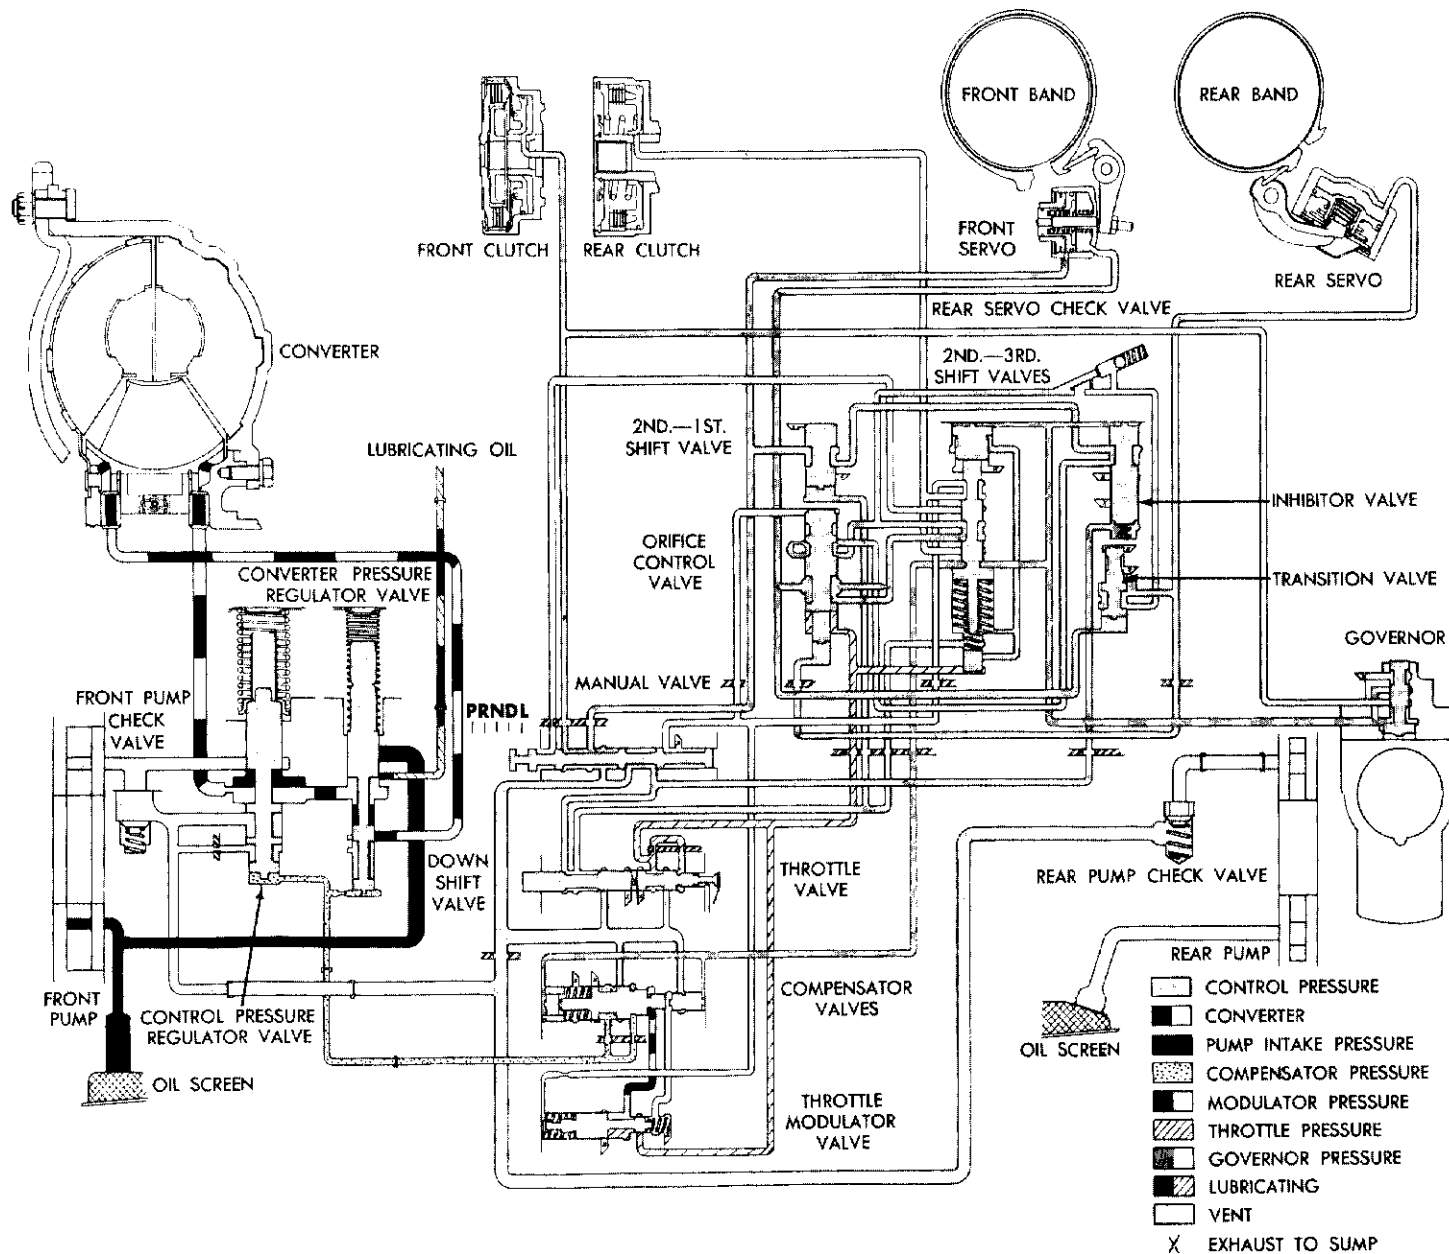 FRONT BAND
REAR BAND
FRONT CLUTCH
REAR CLUTCH
FRONT
SERVO
REAR SERVO
REAR SERVO CHECK VALVE
CONVERTER
2ND.—3RD.
SHIFT VALVES
2ND.—1ST.
SHIFT VALVE
LUBRICATING OIL
INHIBITOR VALVE
ORIFICE
CONTROL
VALVE
CONVERTER PRESSURE
REGULATOR VALVE
TRANSITION VALVE
GOVERNOR
FRONT PUMP
CHECK
VALVE
MANUAL VALVE
PRNDL
DOWN
SHIFT
VALVE
THROTTLE
VALVE
REAR PUMP CHECK VALVE
REAR PUMP
FRONT
PUMP
CONTROL PRESSURE
REGULATOR VALVE
COMPENSATOR
VALVES
OIL SCREEN
OIL SCREEN
THROTTLE
MODULATOR
VALVE
CONTROL PRESSURE
CONVERTER
PUMP INTAKE PRESSURE
COMPENSATOR PRESSURE
MODULATOR PRESSURE
THROTTLE PRESSURE
GOVERNOR PRESSURE
LUBRICATING
VENT
X EXHAUST TO SUMP